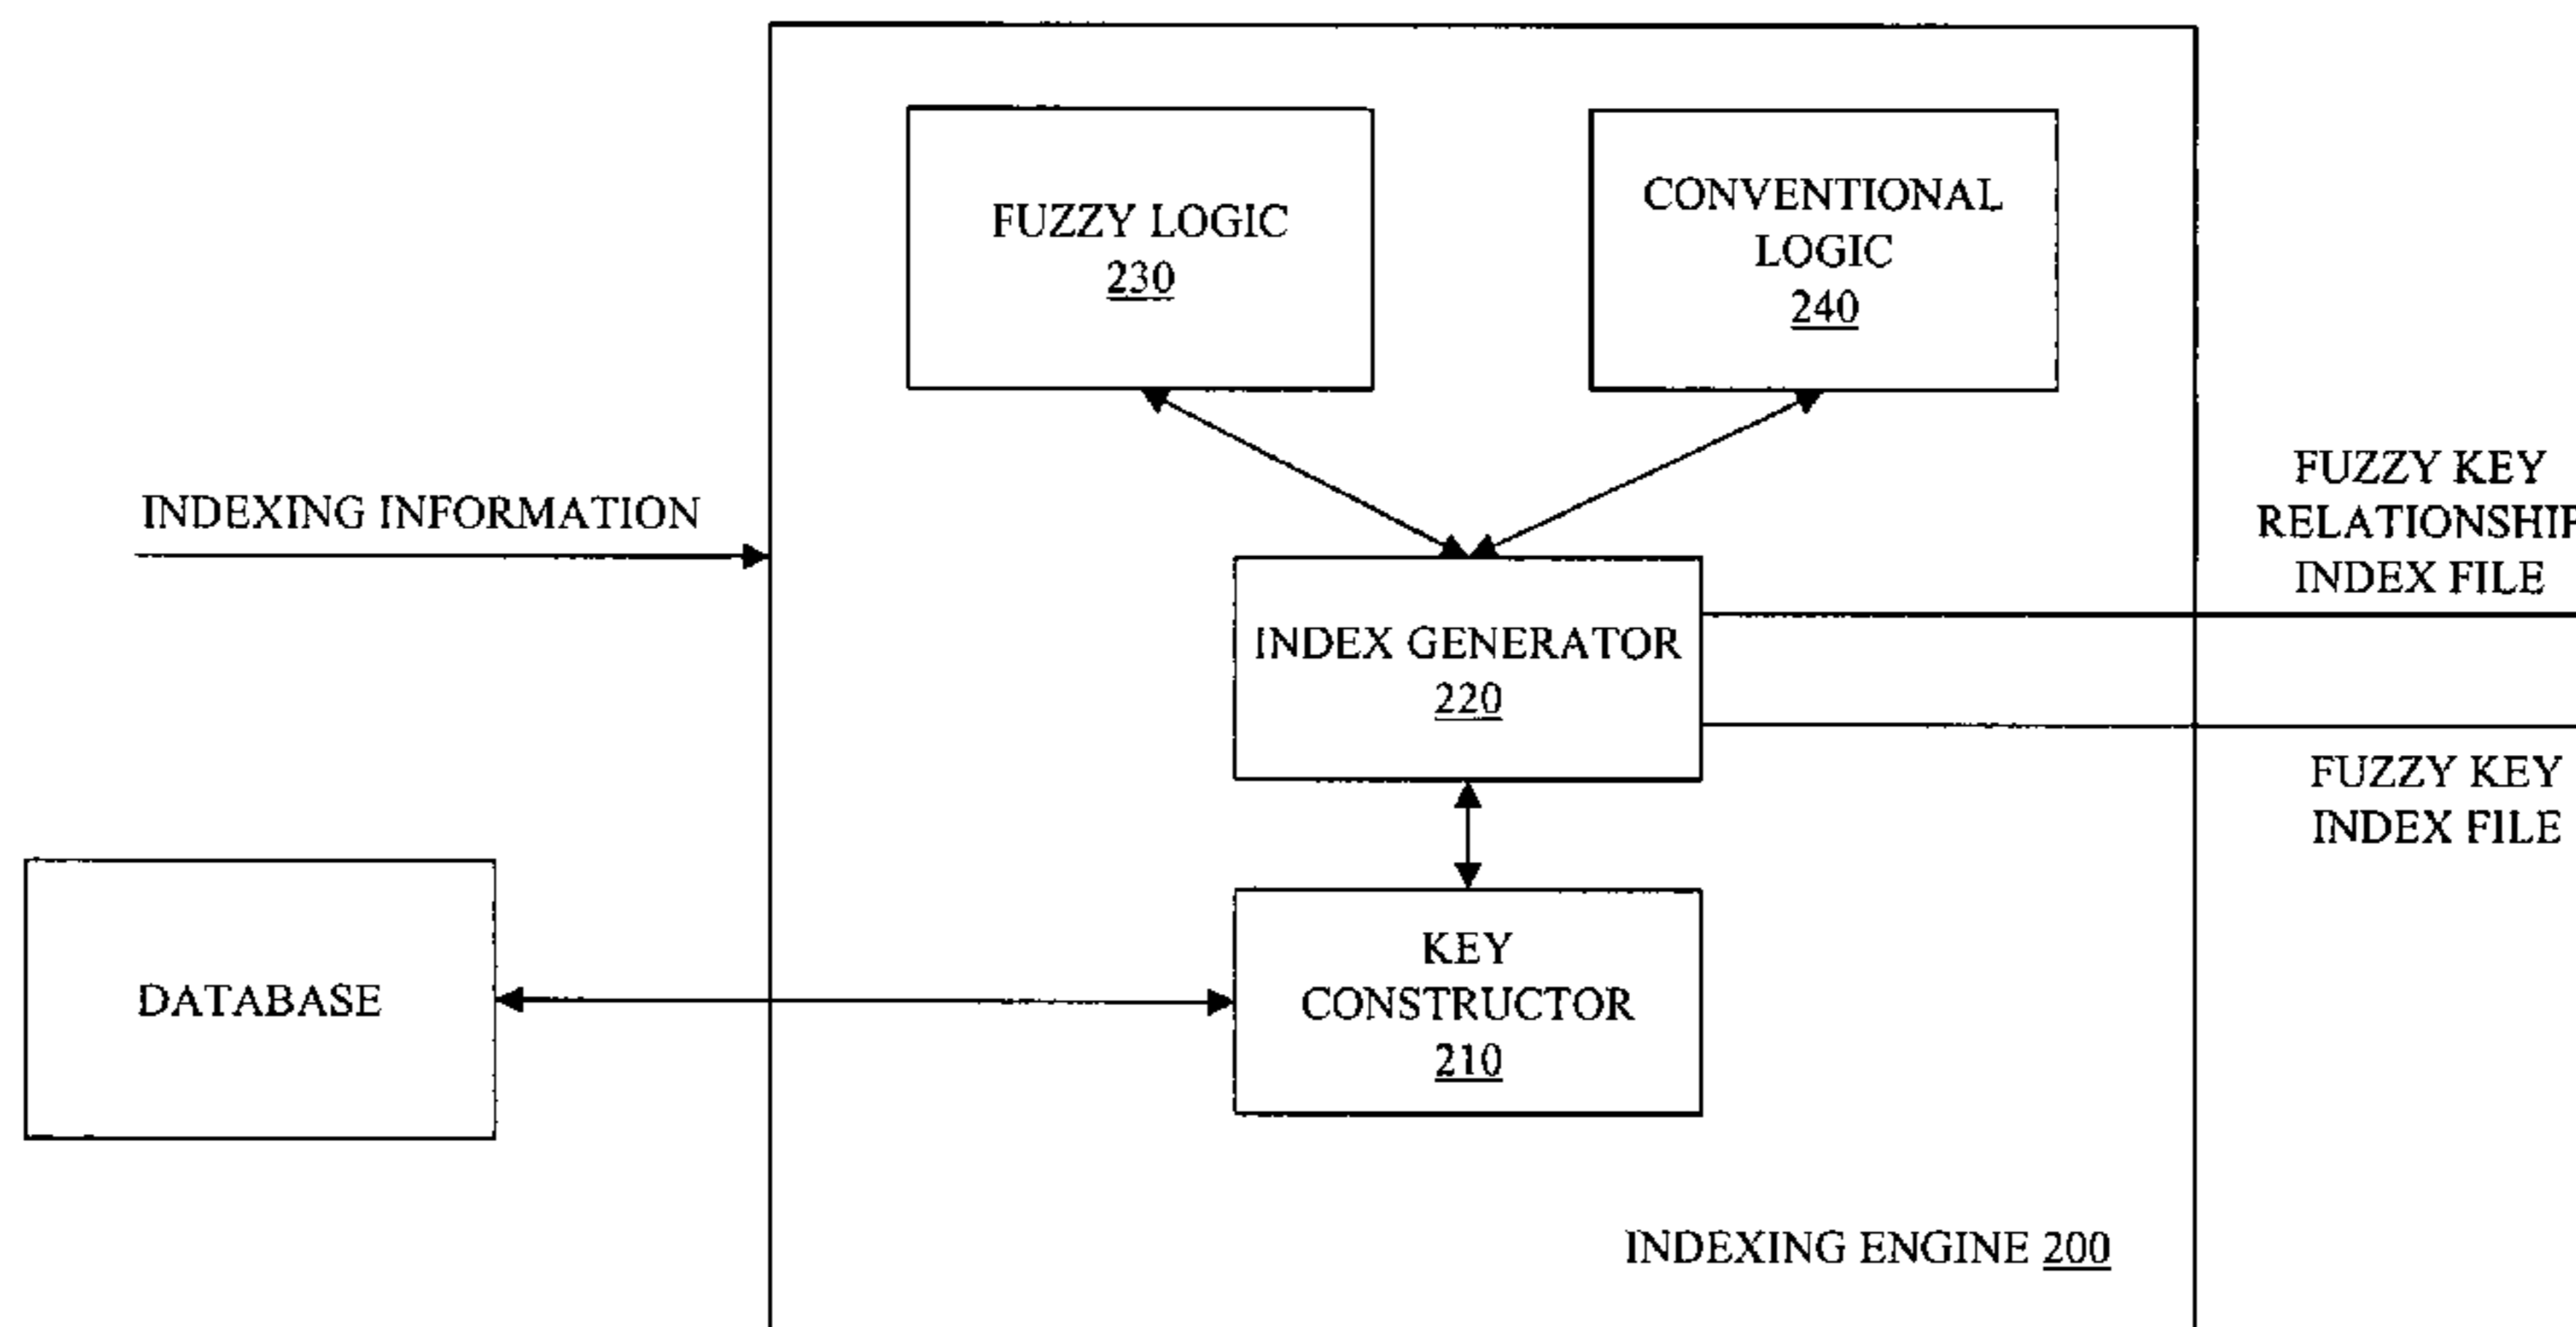 FUZZY LOGIC
230
CONVENTIONAL
LOGIC
240
INDEXING INFORMATION
FUZZY KEY
RELATIONSHIP
INDEX FILE
INDEX GENERATOR
220
FUZZY KEY
INDEX FILE
DATABASE
KEY
CONSTRUCTOR
210
INDEXING ENGINE 200